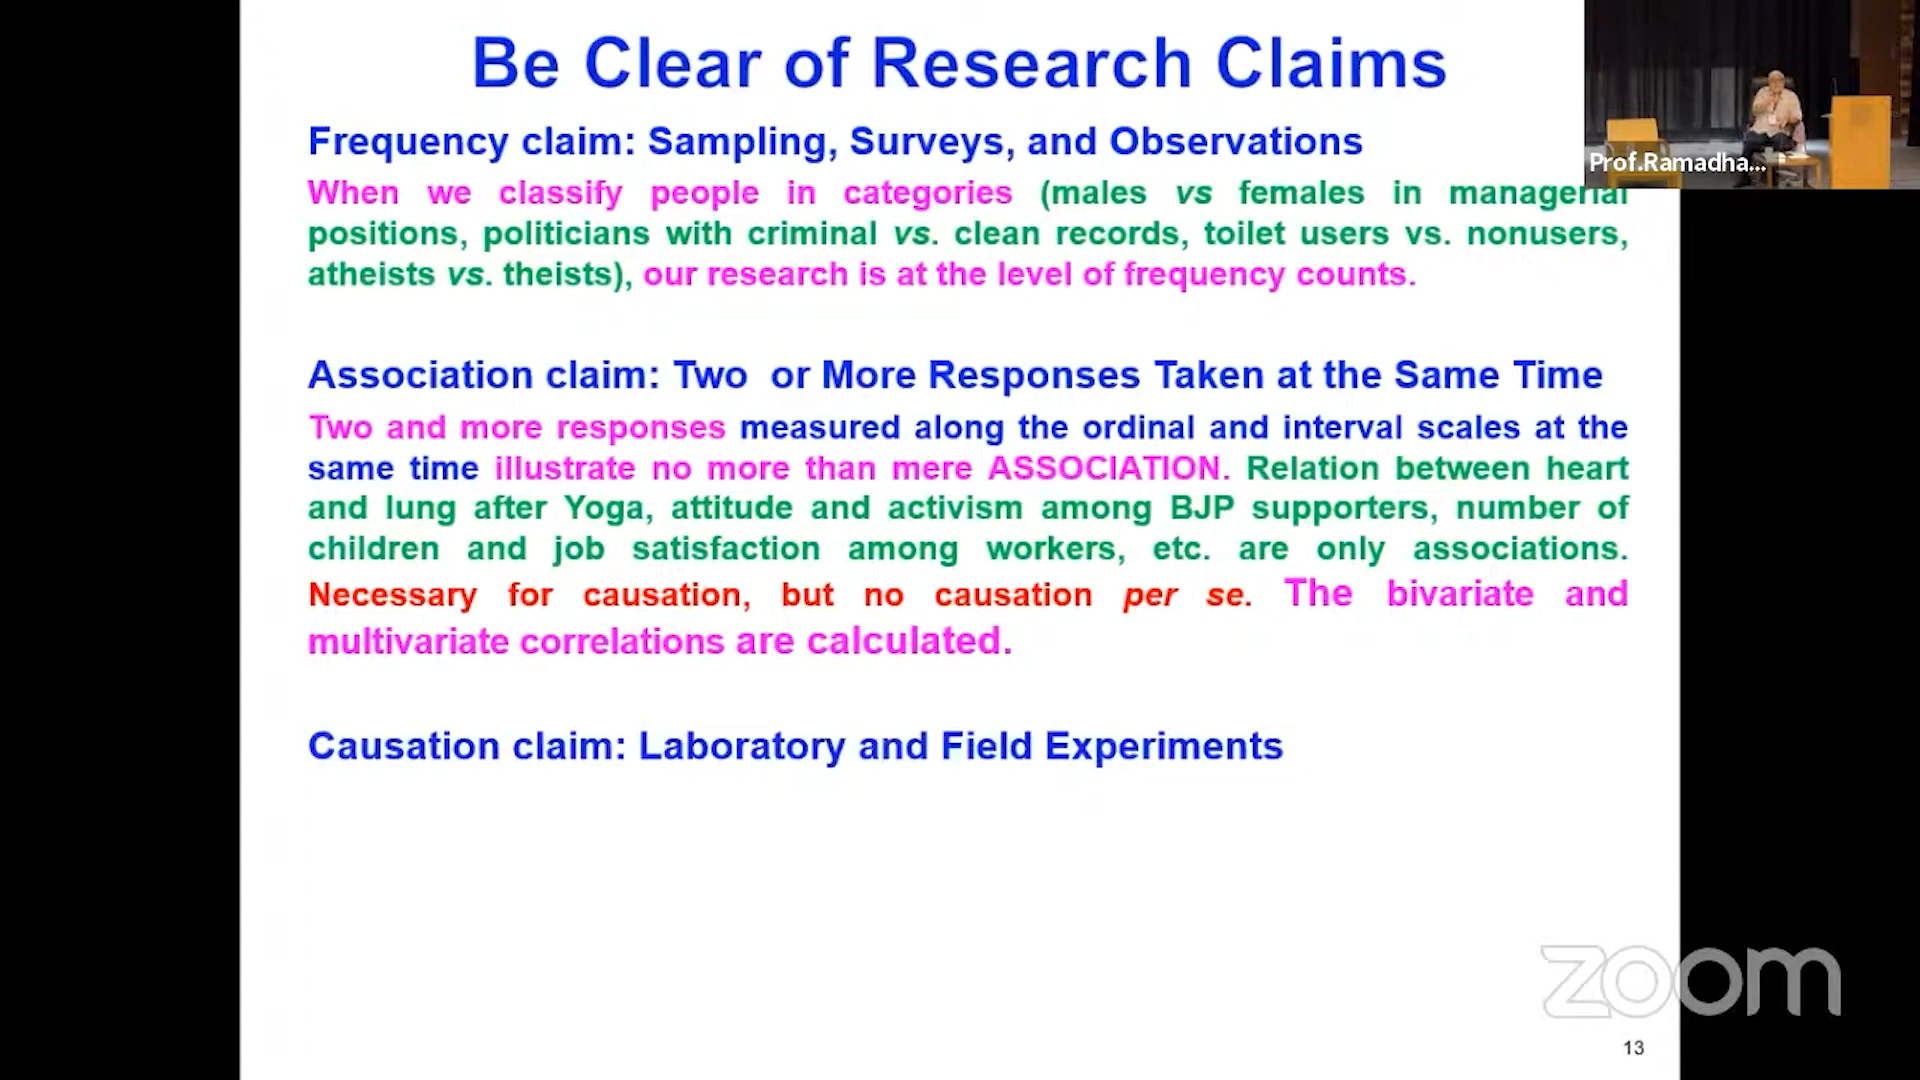 Be Clear of Research Claims
Frequency claim: Sampling, Surveys, and Observations
When we classify people in categories (males vs females in managerial
positions, politicians with criminal vs. clean records, toilet users vs. nonusers,
atheists vs. theists), our research is at the level of frequency counts.
Association claim: Two or More Responses Taken at the Same Time
Two and more responses measured along the ordinal and interval scales at the
same time illustrate no more than mere ASSOCIATION. Relation between heart
and lung after Yoga, attitude and activism among BJP supporters, number of
children and job satisfaction among workers, etc. are only associations.
Necessary for causation, but no causation per se. The bivariate and
multivariate correlations are calculated.
Causation claim: Laboratory and Field Experiments
Prof.Ramadha...
zoom
13